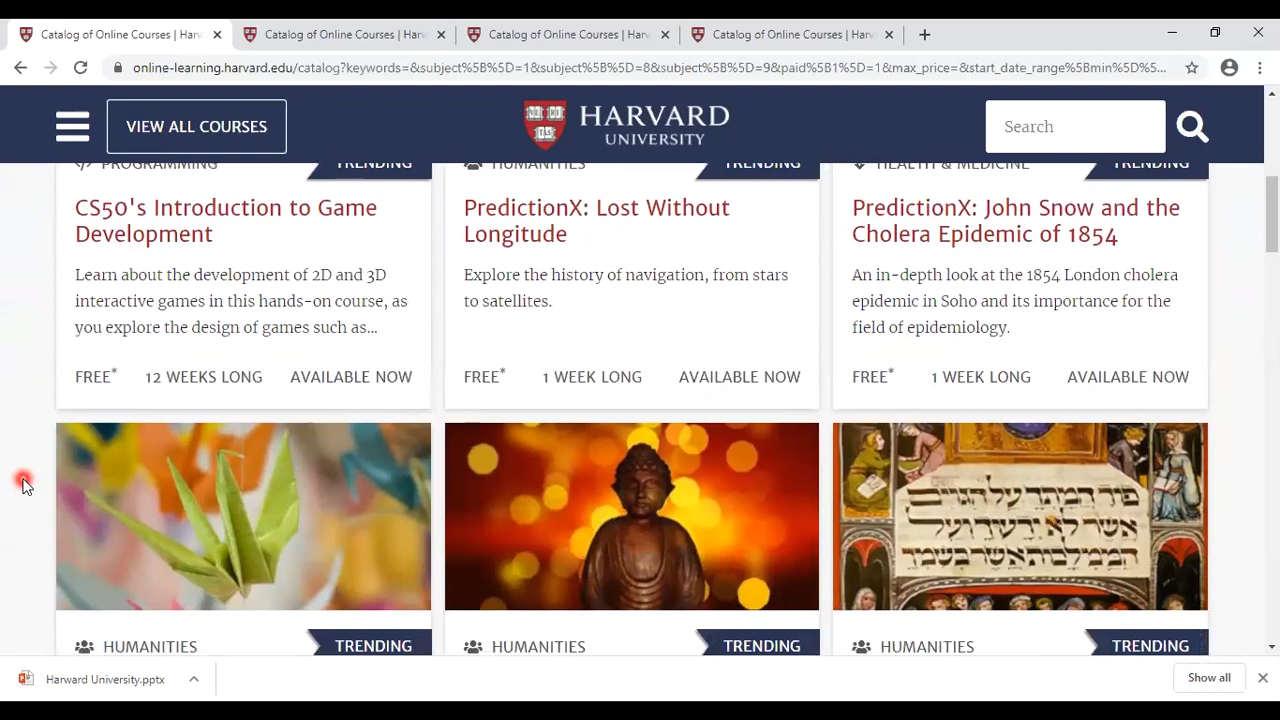 Catalog of Online Courses | Harv
Catalog of Online Courses | Harv
Catalog of Online Courses | Harv
Catalog of Online Courses | Harv
online-learning.harvard.edu/catalog?keywords=&subject%5B%5D=1&subject%5B%5D=8&subject%5B%5D=9&paid%5B1%5D=1&max_price=&start_date_range%5Bmin%5D%5...
VIEW ALL COURSES
HARVARD
UNIVERSITY
Search
PROGRAMMING
TRENDING
HUMANITIES
TRENDING
HEALTH & MEDICINE
TRENDING
CS50's Introduction to Game
Development
Learn about the development of 2D and 3D
interactive games in this hands-on course, as
you explore the design of games such as...
FREE* 12 WEEKS LONG AVAILABLE NOW
PredictionX: Lost Without
Longitude
Explore the history of navigation, from stars
to satellites.
FREE* 1 WEEK LONG AVAILABLE NOW
PredictionX: John Snow and the
Cholera Epidemic of 1854
An in-depth look at the 1854 London cholera
epidemic in Soho and its importance for the
field of epidemiology.
FREE* 1 WEEK LONG AVAILABLE NOW
HUMANITIES
TRENDING
HUMANITIES
TRENDING
HUMANITIES
TRENDING
Harward University.pptx
Show all